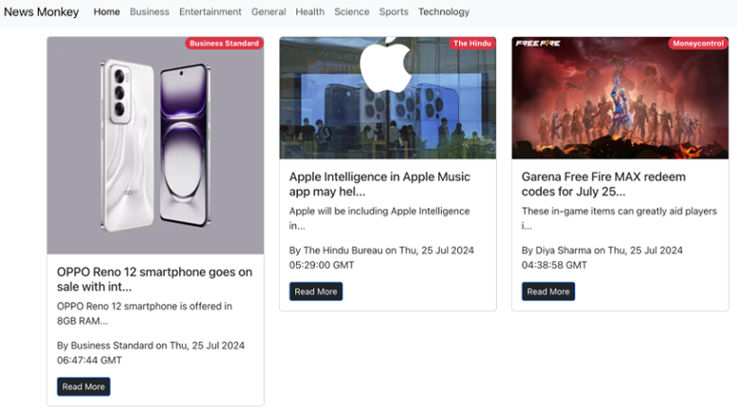 News Monkey Home Business Entertainment General Health Science Sports Technology
Business Standard
oppo
OPPO Reno 12 smartphone goes on
sale with int...
OPPO Reno 12 smartphone is offered in
8GB RAM...
By Business Standard on Thu, 25 Jul 2024
06:47:44 GMT
Read More
The Hindu
Apple Intelligence in Apple Music
app may hel...
Apple will be including Apple Intelligence
in...
By The Hindu Bureau on Thu, 25 Jul 2024
05:29:00 GMT
Read More
FREE FIRE
Moneycontrol
Garena Free Fire MAX redeem
codes for July 25...
These in-game items can greatly aid players
i...
By Diya Sharma on Thu, 25 Jul 2024
04:38:58 GMT
Read More